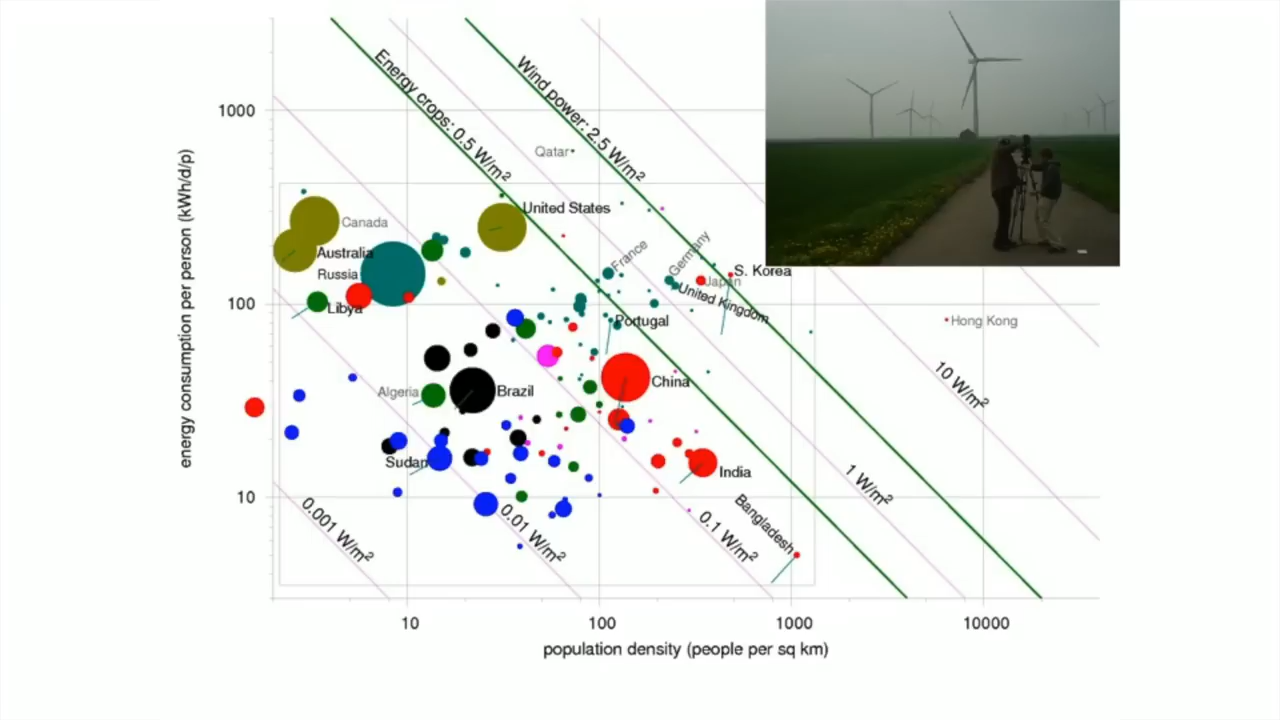 1000
100
10
energy consumption per person (kWh/d/p)
Energy crops: 0.5 W/m²
Wind power: 2.5 W/m²
Qatar
Canada
United States
Australia
Russia
Libya
France
Germany
S. Korea
Japan
United Kingdom
Portugal
Hong Kong
Algeria
Brazil
China
10 W/m²
Sudan
India
1 W/m²
Bangladesh
0.001 W/m²
0.01 W/m²
0.1 W/m²
10
100
1000
10000
population density (people per sq km)